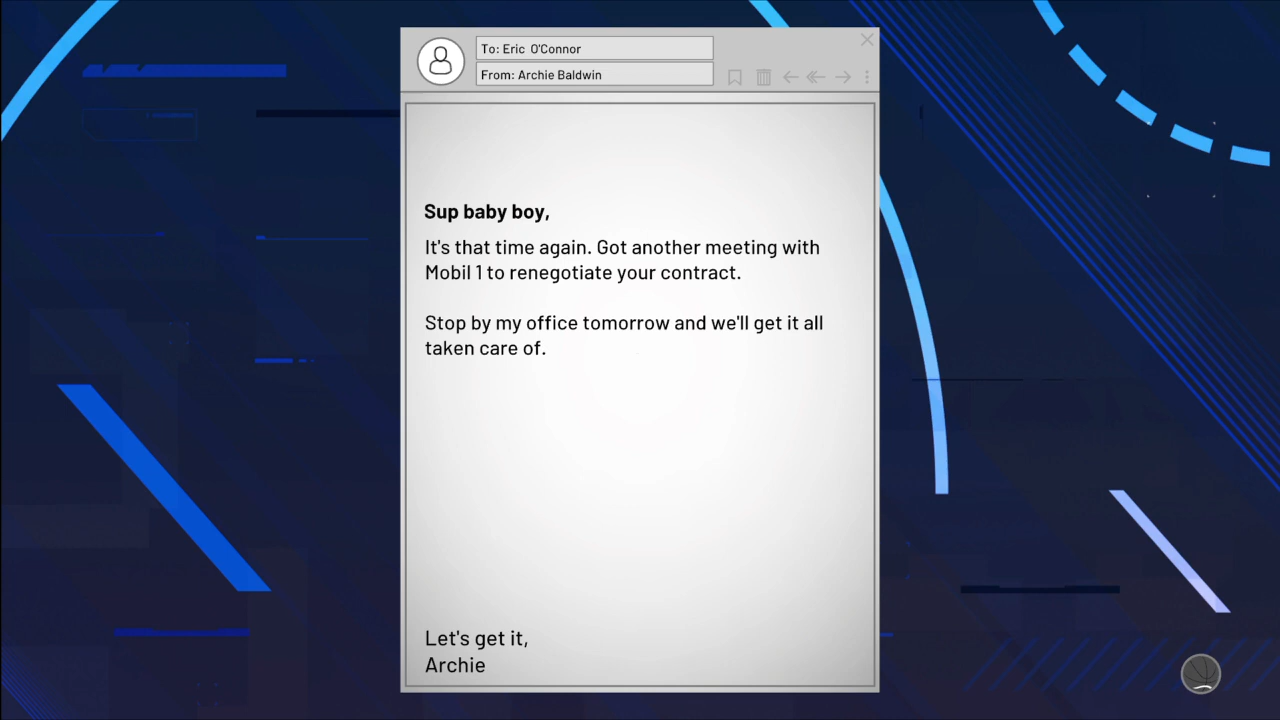 To: Eric O'Connor
From: Archie Baldwin
Sup baby boy,
It's that time again. Got another meeting with
Mobil 1 to renegotiate your contract.
Stop by my office tomorrow and we'll get it all
taken care of.
Let's get it,
Archie